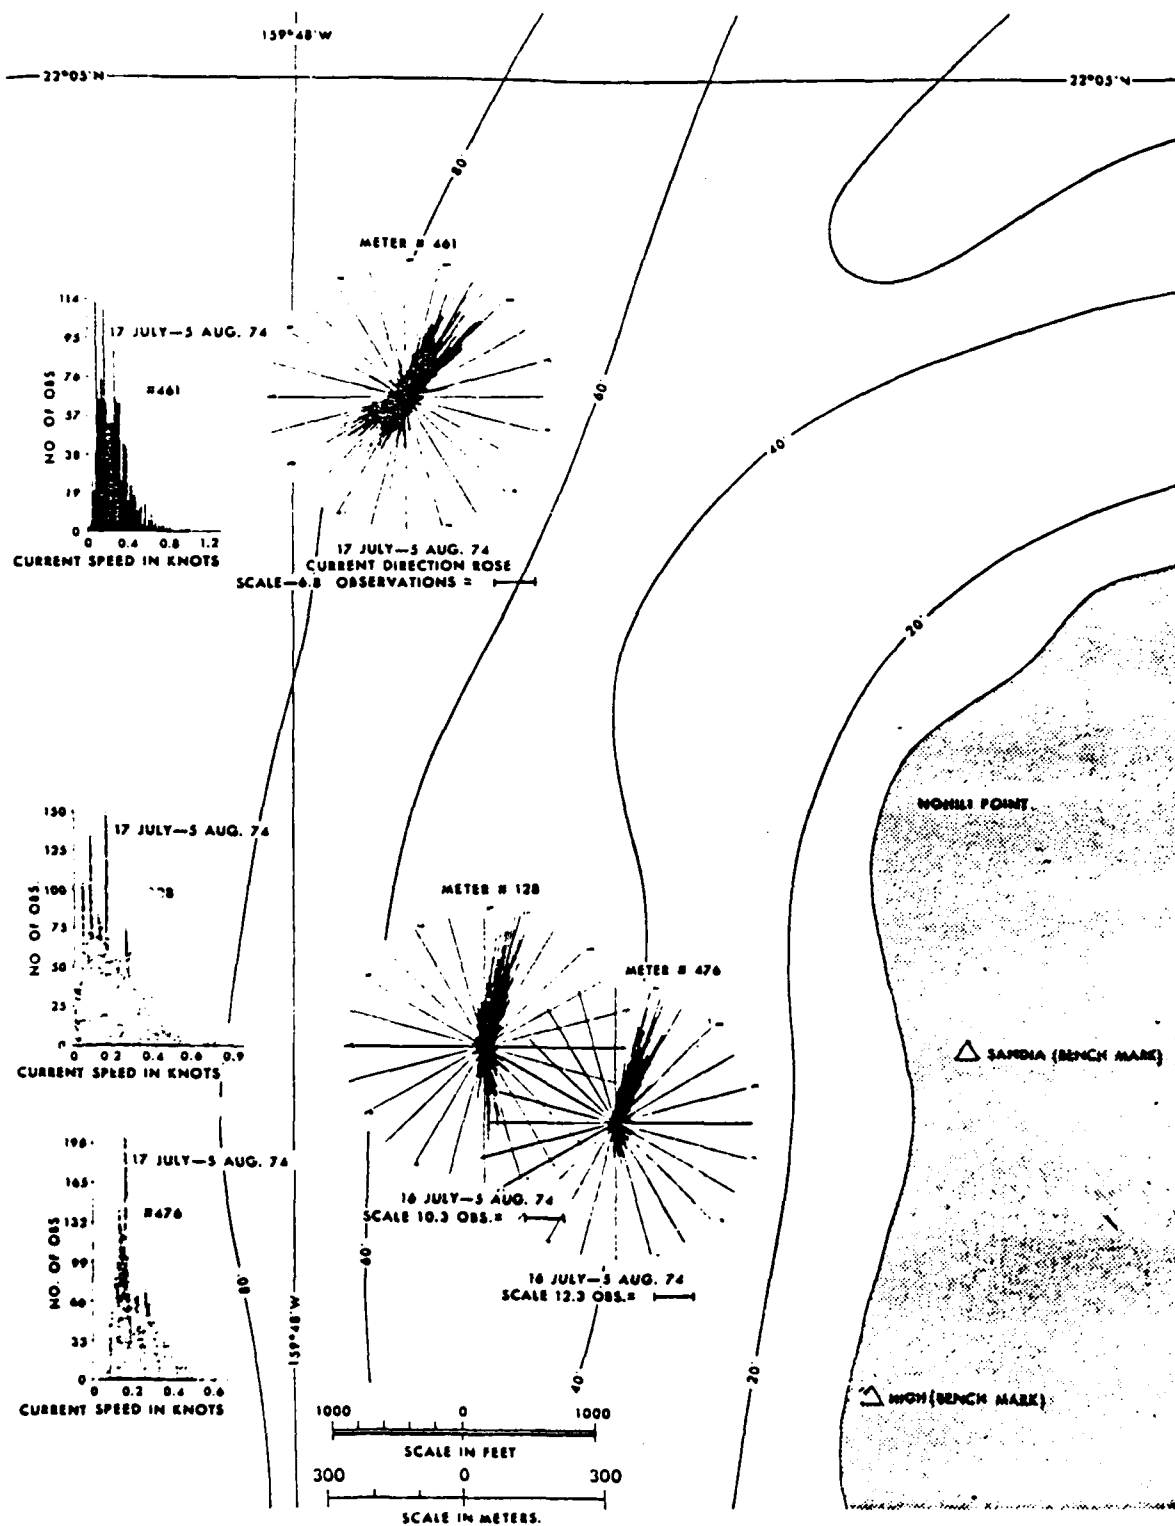 159°48'W
22°05'N
22°05'N
80'
METER # 461
114
95
76
57
38
19
0
NO OF OBS
17 JULY—5 AUG. 74
#461
0 0.4 0.8 1.2
CURRENT SPEED IN KNOTS
17 JULY—5 AUG. 74
CURRENT DIRECTION ROSE
SCALE—6.8 OBSERVATIONS =
60'
40'
20'
NOHILI POINT
150
125
100
75
50
25
0
NO OF OBS.
17 JULY—5 AUG. 74
0 0.2 0.4 0.6 0.9
CURRENT SPEED IN KNOTS
METER # 128
METER # 476
SANDIA (BENCH MARK)
198
165
132
99
33
0
NO. OF OBS
17 JULY—5 AUG. 74
#476
0 0.2 0.4 0.6
CURRENT SPEED IN KNOTS
16 JULY—5 AUG. 74
SCALE 10.3 OBS.=
16 JULY—5 AUG. 74
SCALE 12.3 OBS.=
80'
159°48'W
60'
40'
20'
HIGH (BENCH MARK)
1000 0 1000
SCALE IN FEET
300 0 300
SCALE IN METERS.